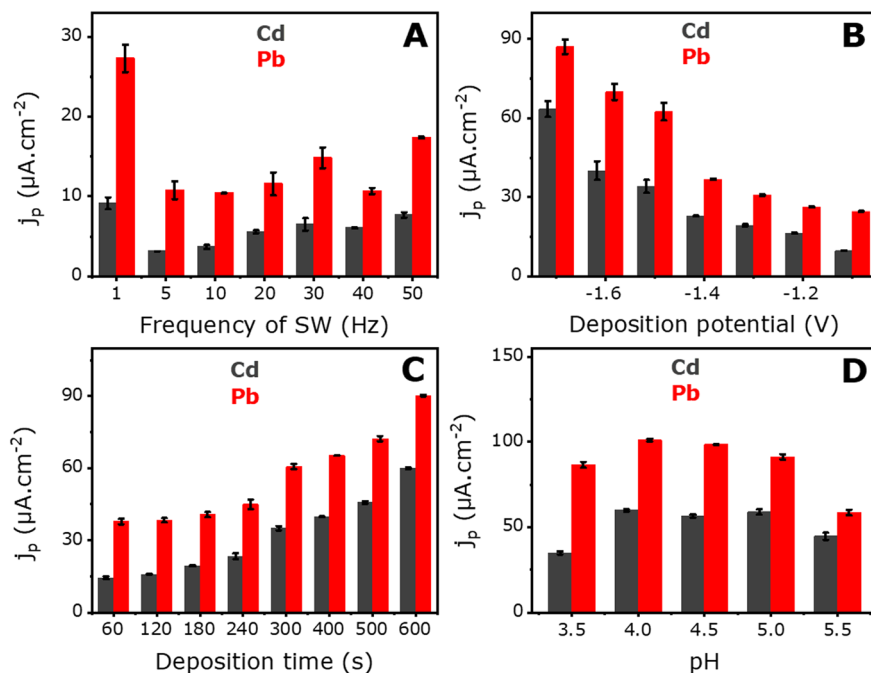 Cd
Pb
A
30
20
10
0
jp (µA.cm-2)
1 5 10 20 30 40 50
Frequency of SW (Hz)
Cd
Pb
B
90
60
30
0
jp (µA.cm-2)
-1.6 -1.4 -1.2
Deposition potential (V)
Cd
Pb
C
90
60
30
0
jp (µA.cm-2)
60 120 180 240 300 400 500 600
Deposition time (s)
Cd
Pb
D
150
100
50
0
jp (µA.cm-2)
3.5 4.0 4.5 5.0 5.5
pH